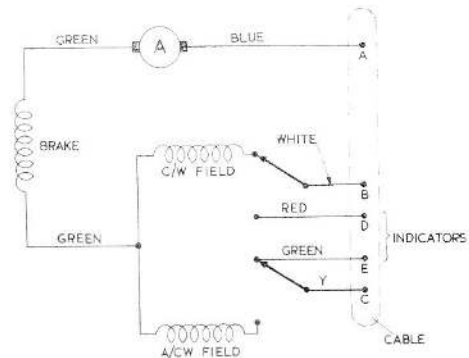 GREEN
A
BLUE
A
BRAKE
C/W FIELD
WHITE
B
RED
D
INDICATORS
GREEN
GREEN
E
Y
C
A/CW FIELD
CABLE